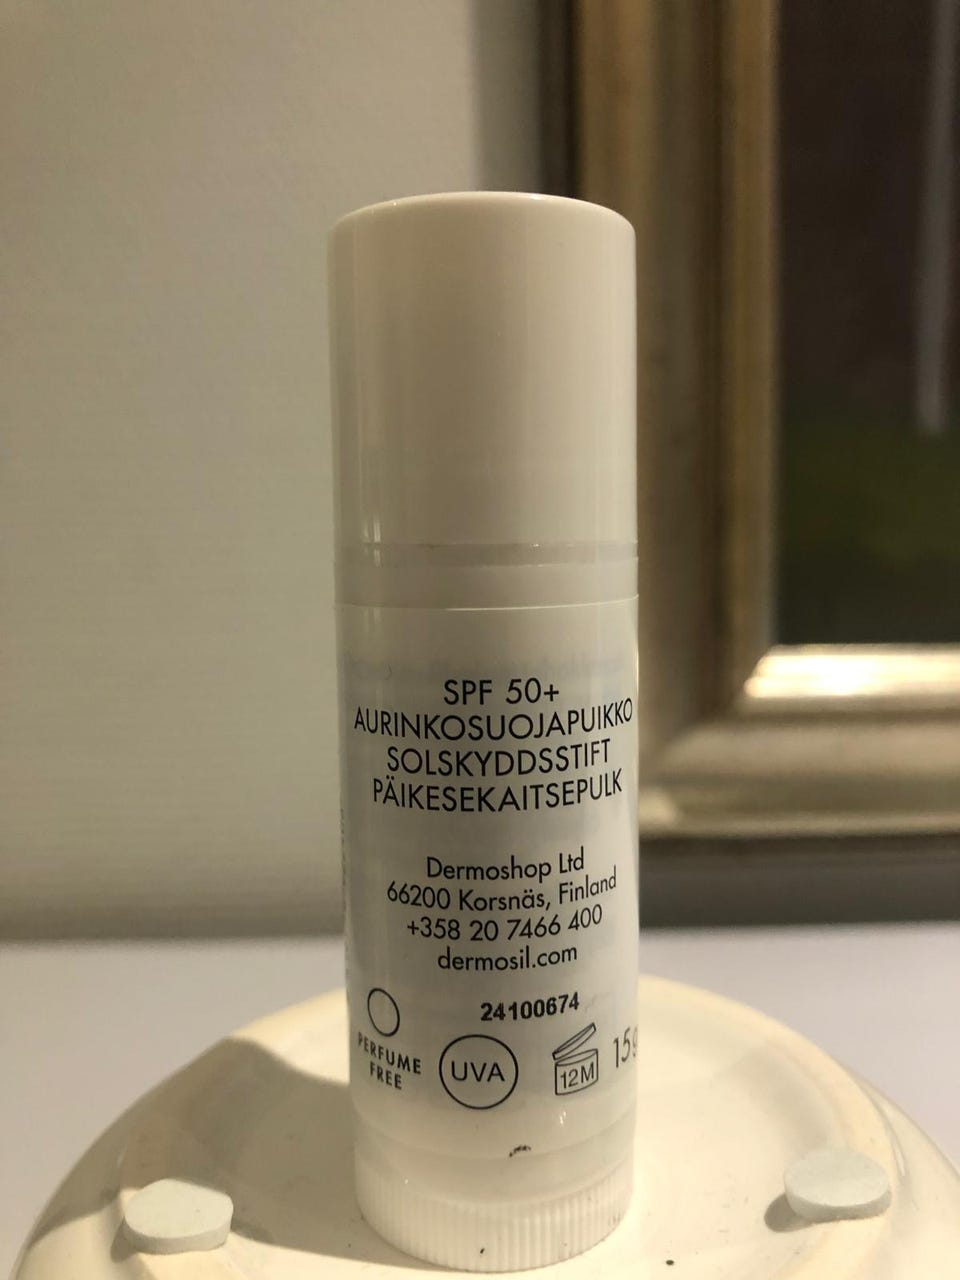 SPF 50+
AURINKOSUOJAPUIKKO
SOLSKYDDSSTIFT
PÄIKESEKAITSEPULK
Dermoshop Ltd
66200 Korsnäs, Finland
+358 20 7466 400
dermosil.com
24100674
PERFUME
FREE
UVA
12M
15g